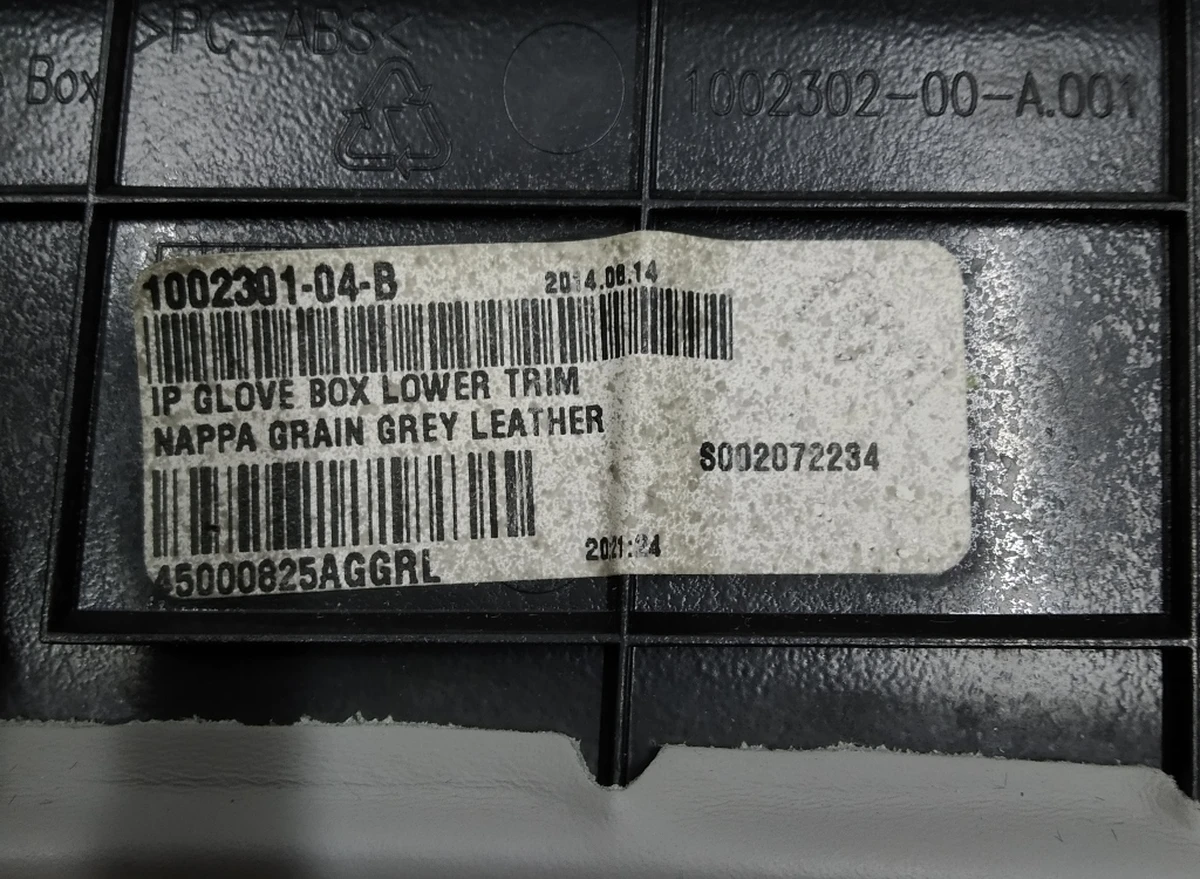 >PC-ABS<
Box
1002302-00-A.001
1002301-04-B
2014.08.14
IP GLOVE BOX LOWER TRIM
NAPPA GRAIN GREY LEATHER
S002072234
45000825AGGRL